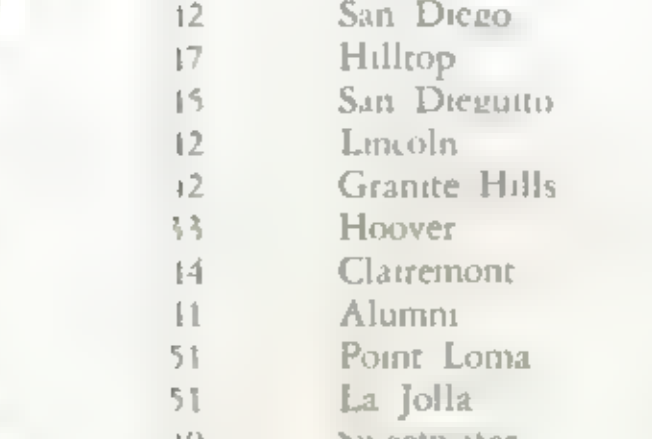 12 San Diego
17 Hilltop
15 San Dieguito
12 Lincoln
12 Granite Hills
33 Hoover
14 Clairemont
11 Alumni
51 Point Loma
51 La Jolla